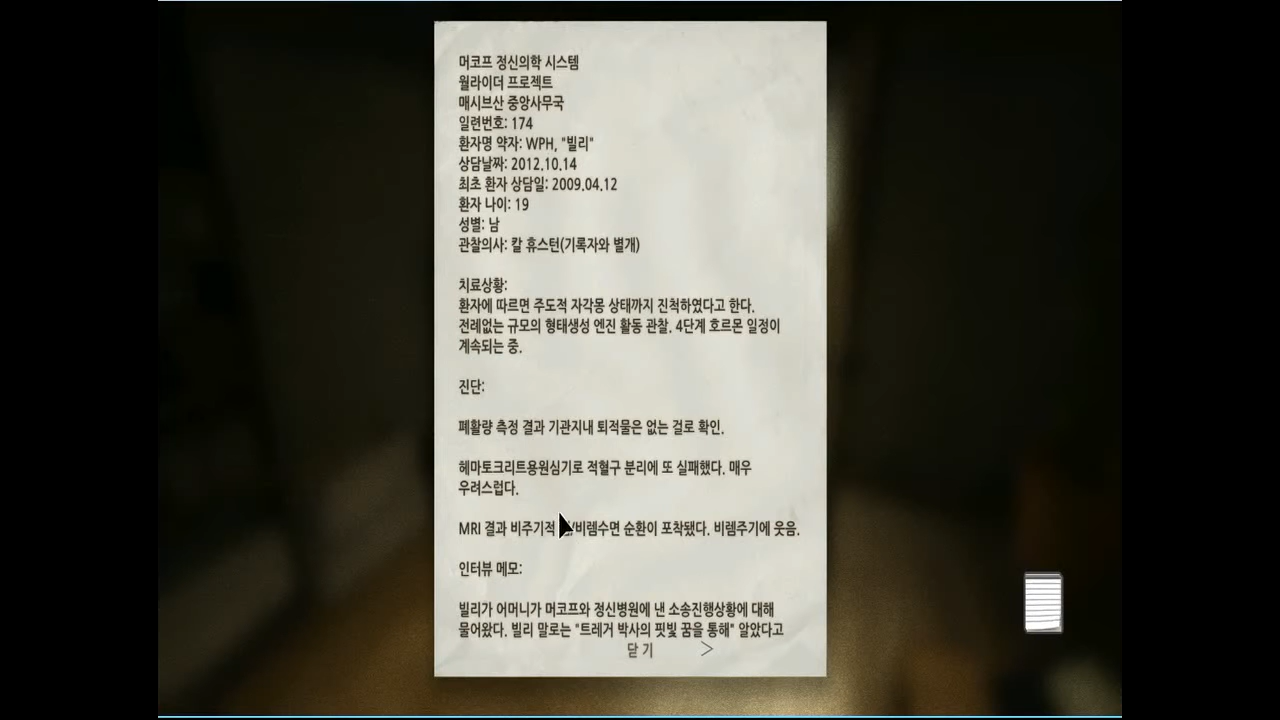 머코프 정신의학 시스템
월라이더 프로젝트
매시브산 중앙사무국
일련번호: 174
환자명 약자: WPH, "빌리"
상담날짜: 2012.10.14
최초 환자 상담일: 2009.04.12
환자 나이: 19
성별: 남
관찰의사: 칼 휴스턴(기록자와 별개)
치료상황:
환자에 따르면 주도적 자각몽 상태까지 진척하였다고 한다.
전례없는 규모의 형태생성 엔진 활동 관찰. 4단계 호르몬 일정이
계속되는 중.
진단:
폐활량 측정 결과 기관지내 퇴적물은 없는 걸로 확인.
헤마토크리트용원심기로 적혈구 분리에 또 실패했다. 매우
우려스럽다.
MRI 결과 비주기적 /비렘수면 순환이 포착됐다. 비렘주기에 웃음.
인터뷰 메모:
빌리가 어머니가 머코프와 정신병원에 낸 소송진행상황에 대해
물어왔다. 빌리 말로는 "트레거 박사의 핏빛 꿈을 통해" 알았다고
닫기 >